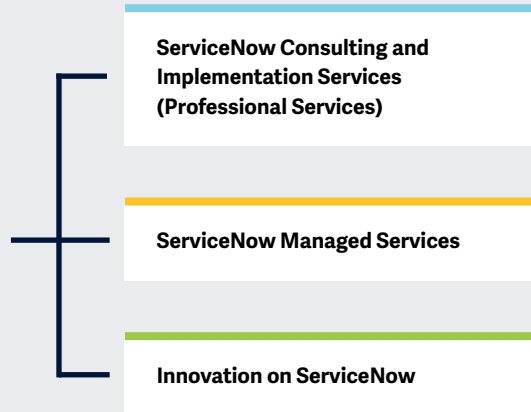 ServiceNow Consulting and
Implementation Services
(Professional Services)
ServiceNow Managed Services
Innovation on ServiceNow